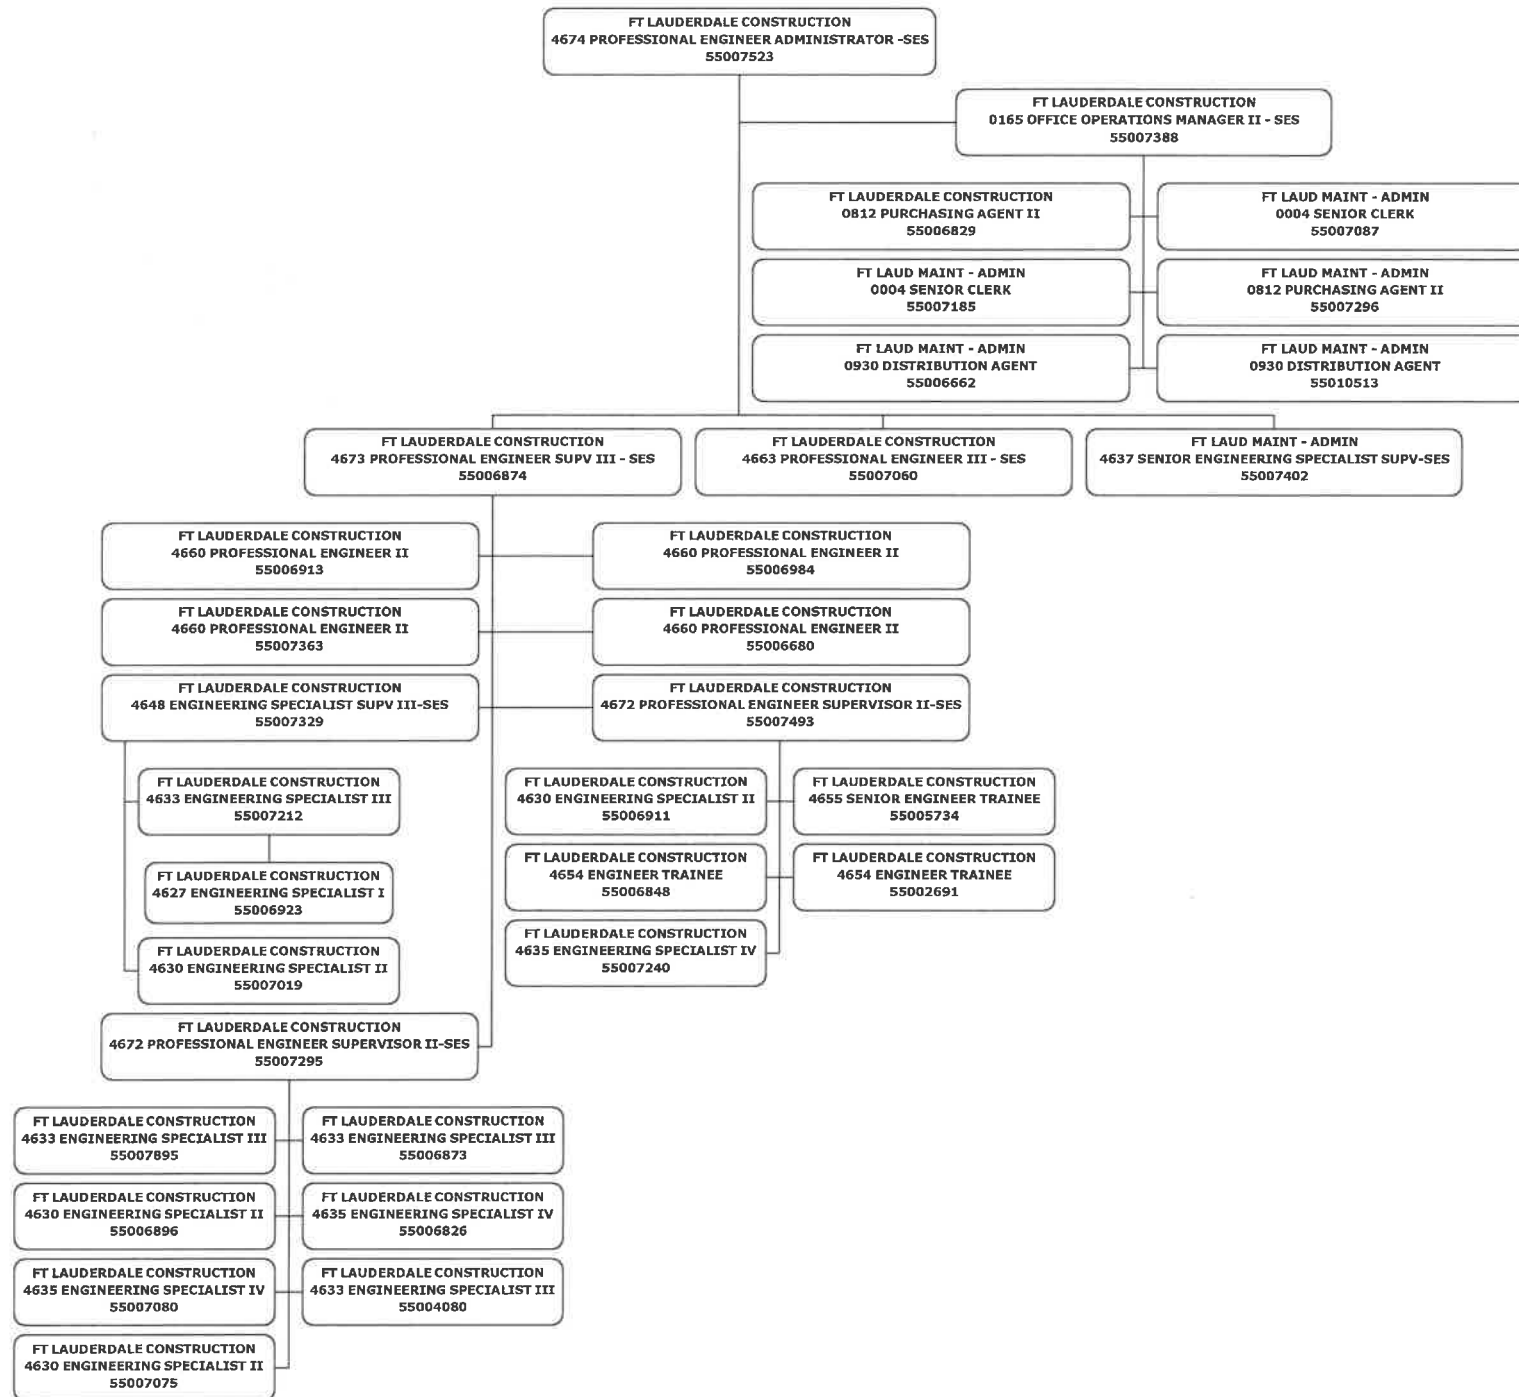 FT LAUDERDALE CONSTRUCTION
4674 PROFESSIONAL ENGINEER ADMINISTRATOR -SES
55007523
FT LAUDERDALE CONSTRUCTION
0165 OFFICE OPERATIONS MANAGER II - SES
55007388
FT LAUDERDALE CONSTRUCTION
0812 PURCHASING AGENT II
55006829
FT LAUD MAINT - ADMIN
0004 SENIOR CLERK
55007087
FT LAUD MAINT - ADMIN
0004 SENIOR CLERK
55007185
FT LAUD MAINT - ADMIN
0812 PURCHASING AGENT II
55007296
FT LAUD MAINT - ADMIN
0930 DISTRIBUTION AGENT
55006662
FT LAUD MAINT - ADMIN
0930 DISTRIBUTION AGENT
55010513
FT LAUDERDALE CONSTRUCTION
4673 PROFESSIONAL ENGINEER SUPV III - SES
55006874
FT LAUDERDALE CONSTRUCTION
4663 PROFESSIONAL ENGINEER III - SES
55007060
FT LAUD MAINT - ADMIN
4637 SENIOR ENGINEERING SPECIALIST SUPV-SES
55007402
FT LAUDERDALE CONSTRUCTION
4660 PROFESSIONAL ENGINEER II
55006913
FT LAUDERDALE CONSTRUCTION
4660 PROFESSIONAL ENGINEER II
55006984
FT LAUDERDALE CONSTRUCTION
4660 PROFESSIONAL ENGINEER II
55007363
FT LAUDERDALE CONSTRUCTION
4660 PROFESSIONAL ENGINEER II
55006680
FT LAUDERDALE CONSTRUCTION
4648 ENGINEERING SPECIALIST SUPV III-SES
55007329
FT LAUDERDALE CONSTRUCTION
4672 PROFESSIONAL ENGINEER SUPERVISOR II-SES
55007493
FT LAUDERDALE CONSTRUCTION
4633 ENGINEERING SPECIALIST III
55007212
FT LAUDERDALE CONSTRUCTION
4627 ENGINEERING SPECIALIST I
55006923
FT LAUDERDALE CONSTRUCTION
4630 ENGINEERING SPECIALIST II
55007019
FT LAUDERDALE CONSTRUCTION
4630 ENGINEERING SPECIALIST II
55006911
FT LAUDERDALE CONSTRUCTION
4655 SENIOR ENGINEER TRAINEE
55005734
FT LAUDERDALE CONSTRUCTION
4654 ENGINEER TRAINEE
55006848
FT LAUDERDALE CONSTRUCTION
4654 ENGINEER TRAINEE
55002691
FT LAUDERDALE CONSTRUCTION
4635 ENGINEERING SPECIALIST IV
55007240
FT LAUDERDALE CONSTRUCTION
4672 PROFESSIONAL ENGINEER SUPERVISOR II-SES
55007295
FT LAUDERDALE CONSTRUCTION
4633 ENGINEERING SPECIALIST III
55007895
FT LAUDERDALE CONSTRUCTION
4633 ENGINEERING SPECIALIST III
55006873
FT LAUDERDALE CONSTRUCTION
4630 ENGINEERING SPECIALIST II
55006896
FT LAUDERDALE CONSTRUCTION
4635 ENGINEERING SPECIALIST IV
55006826
FT LAUDERDALE CONSTRUCTION
4635 ENGINEERING SPECIALIST IV
55007080
FT LAUDERDALE CONSTRUCTION
4633 ENGINEERING SPECIALIST III
55004080
FT LAUDERDALE CONSTRUCTION
4630 ENGINEERING SPECIALIST II
55007075